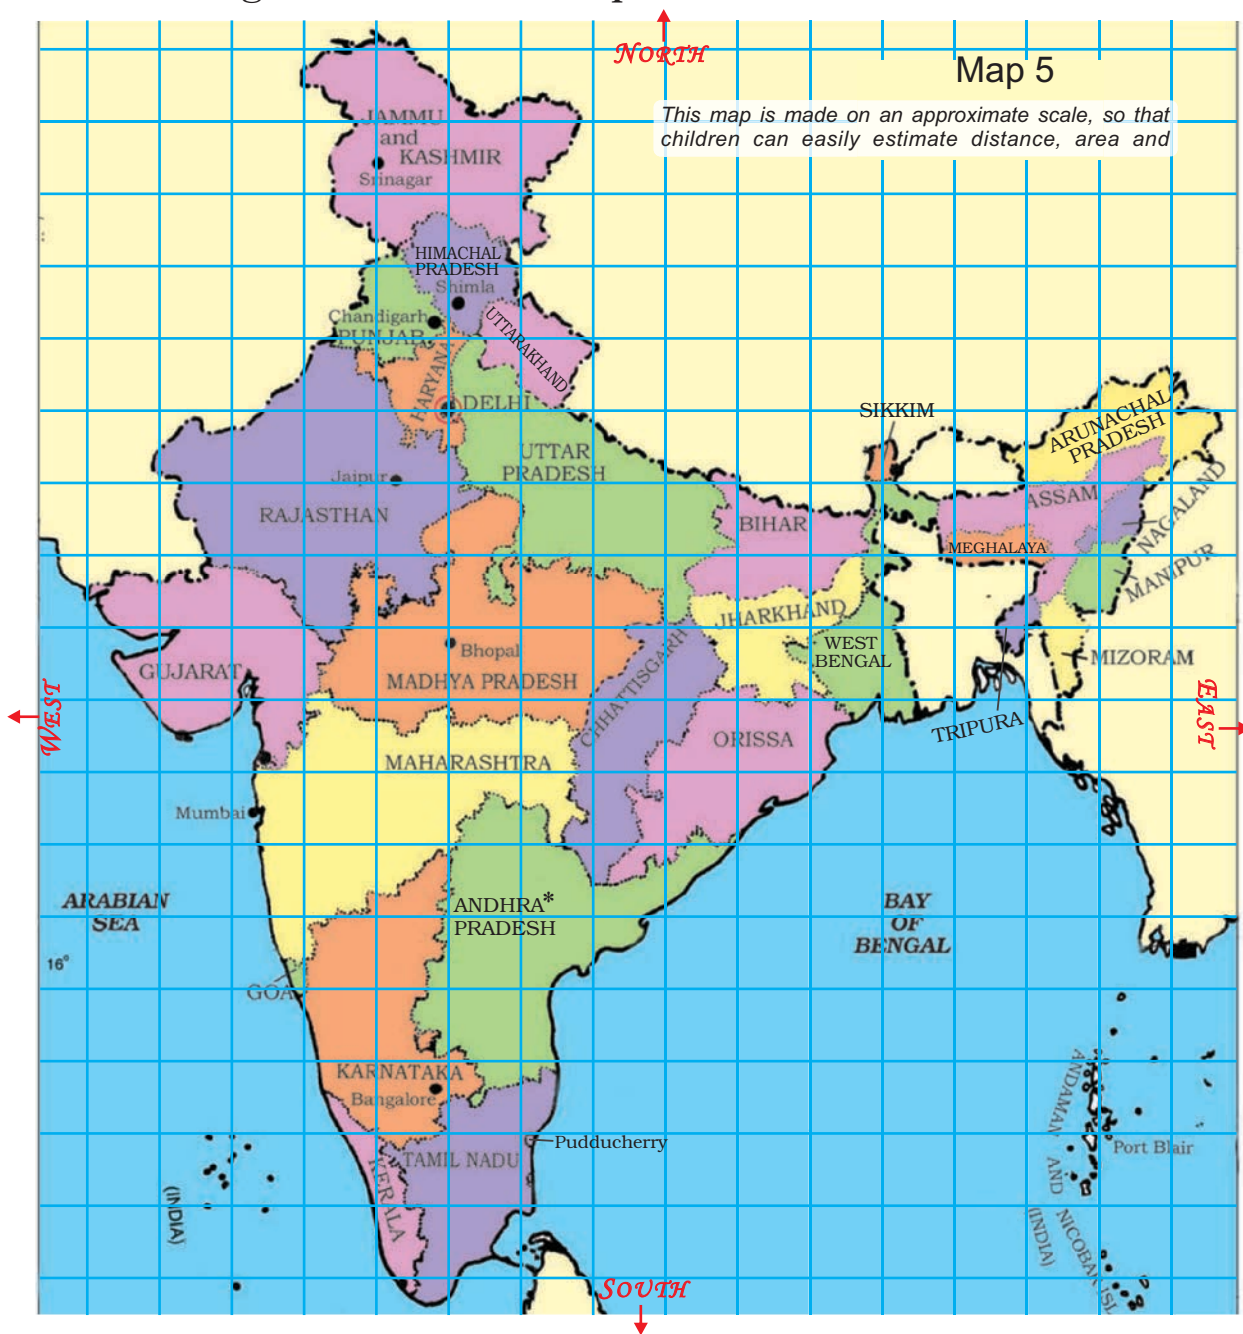 NORTH
Map 5
This map is made on an approximate scale, so that
children can easily estimate distance, area and
JAMMU
and
KASHMIR
Srinagar
HIMACHAL
PRADESH
Shimla
Chandigarh
PUNJAB
UTTARAKHAND
HARYANA
DELHI
SIKKIM
ARUNACHAL
PRADESH
UTTAR
PRADESH
Jaipur
RAJASTHAN
BIHAR
ASSAM
NAGALAND
MEGHALAYA
MANIPUR
JHARKHAND
WEST
BENGAL
Bhopal
MIZORAM
GUJARAT
MADHYA PRADESH
CHHATTISGARH
WEST
EAST
TRIPURA
ORISSA
MAHARASHTRA
Mumbai
ARABIAN
SEA
ANDHRA*
PRADESH
BAY
OF
BENGAL
16°
GOA
KARNATAKA
Bangalore
Pudducherry
TAMIL NADU
KERALA
ANDAMAN AND
NICOBAR ISL
(INDIA)
Port Blair
(INDIA)
SOUTH